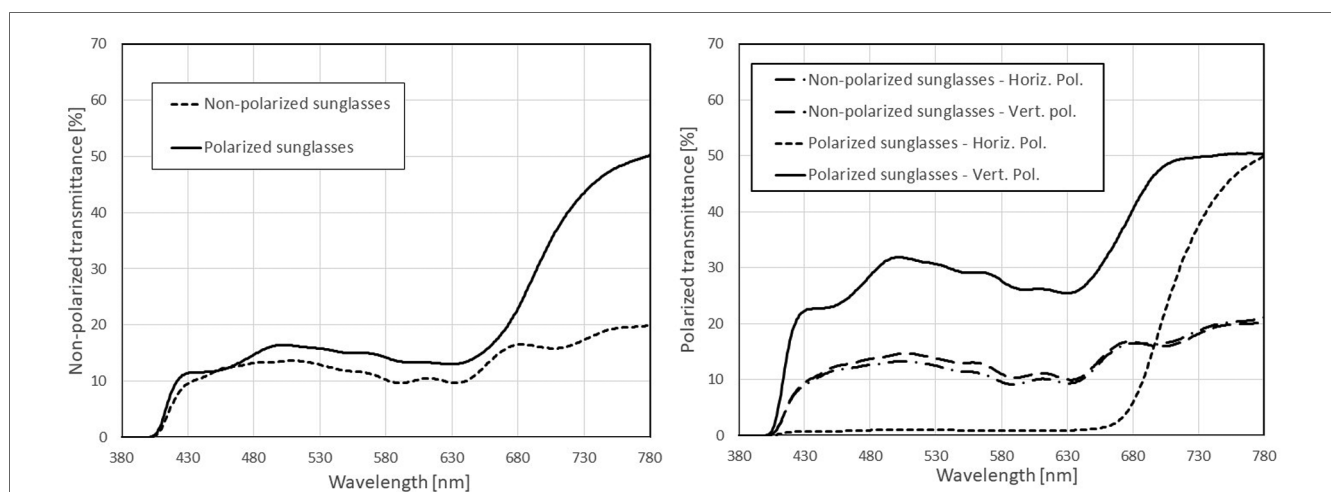 70
60
50
40
30
20
10
0
Non-polarized transmittance [%]
Non-polarized sunglasses
Polarized sunglasses
380 430 480 530 580 630 680 730 780
Wavelength [nm]
70
60
50
40
30
20
10
0
Polarized transmittance [%]
Non-polarized sunglasses - Horiz. Pol.
Non-polarized sunglasses - Vert. pol.
Polarized sunglasses - Horiz. Pol.
Polarized sunglasses - Vert. Pol.
380 430 480 530 580 630 680 730 780
Wavelength [nm]